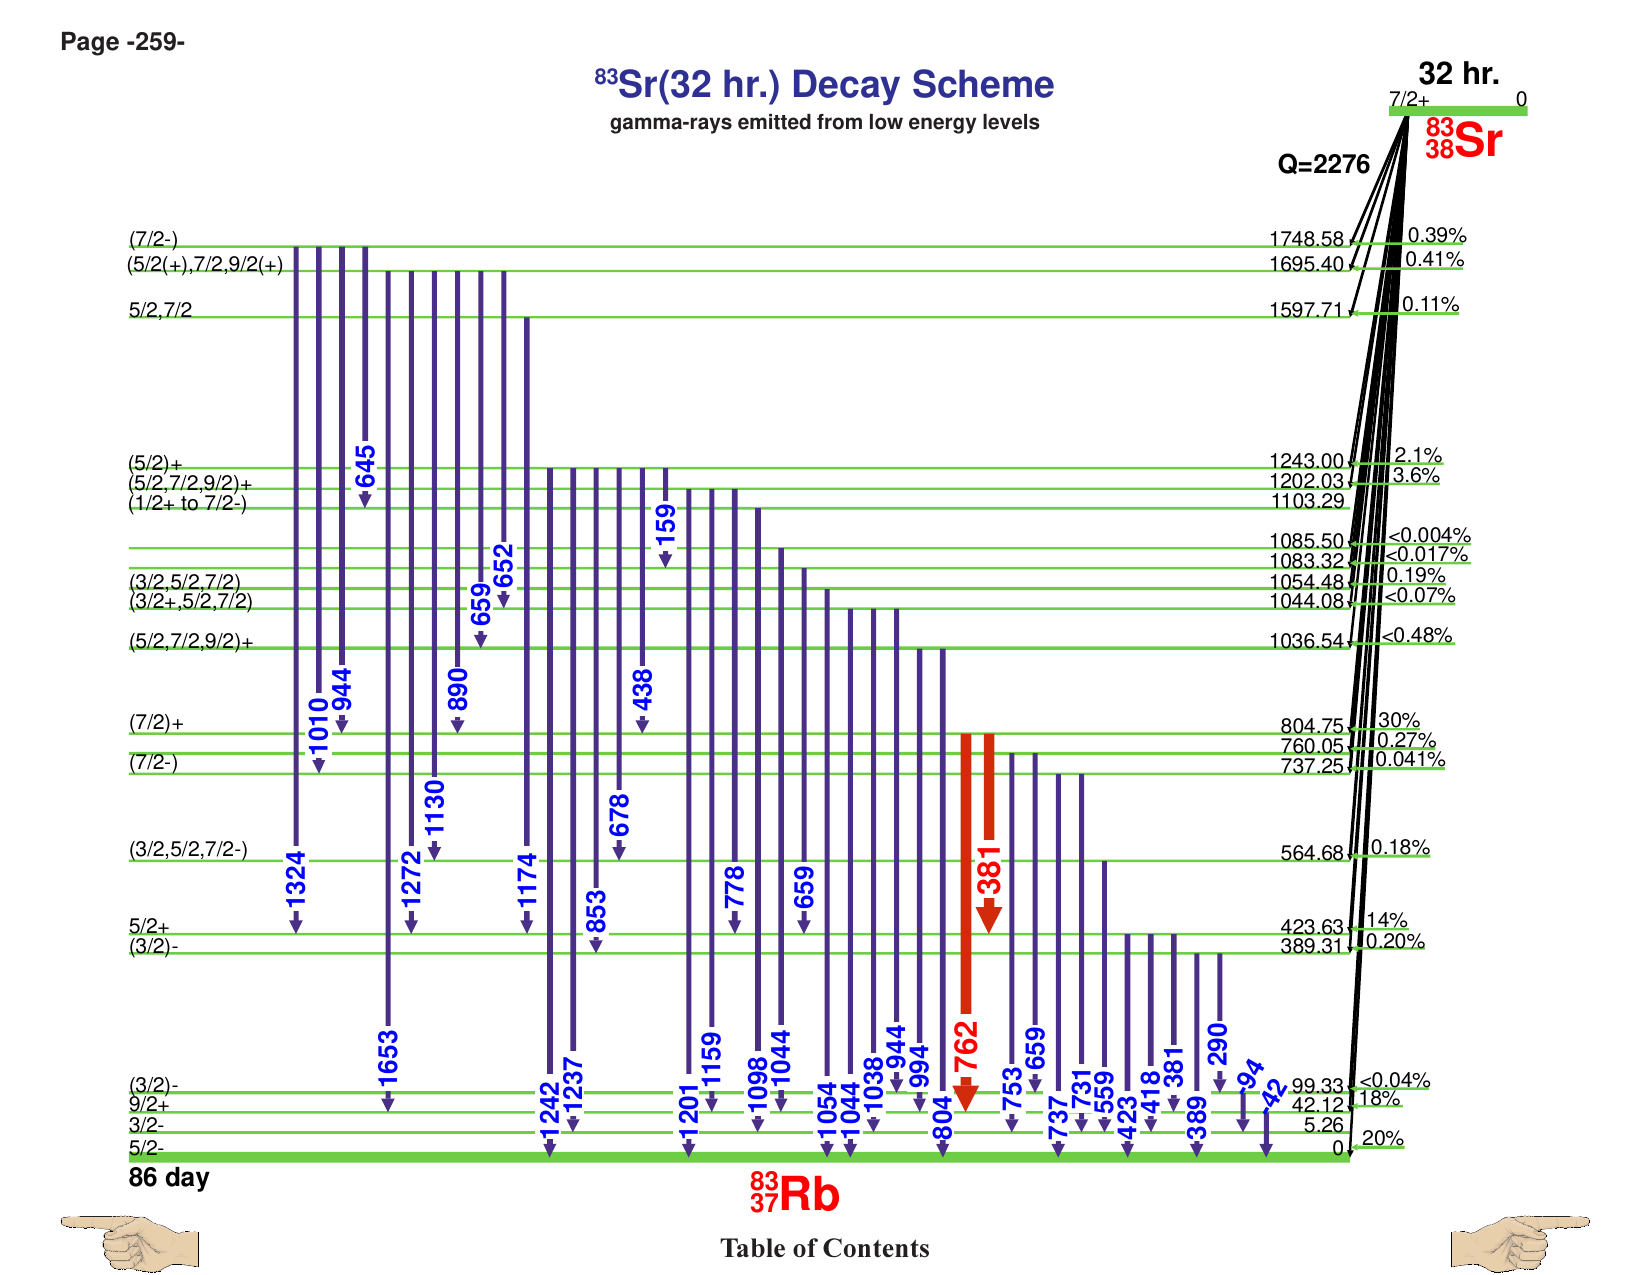 Page -259-
83Sr(32 hr.) Decay Scheme
gamma-rays emitted from low energy levels
32 hr.
7/2+ 0
83
38Sr
Q=2276
(7/2-) 1748.58 0.39%
(5/2(+),7/2,9/2(+) 1695.40 0.41%
5/2,7/2 1597.71 0.11%
(5/2)+ 1243.00 2.1%
(5/2,7/2,9/2)+ 1202.03 3.6%
(1/2+ to 7/2-) 1103.29
1085.50 <0.004%
1083.32 <0.017%
(3/2,5/2,7/2) 1054.48 0.19%
(3/2+,5/2,7/2) 1044.08 <0.07%
(5/2,7/2,9/2)+ 1036.54 <0.48%
(7/2)+ 804.75 30%
760.05 0.27%
(7/2-) 737.25 0.041%
(3/2,5/2,7/2-) 564.68 0.18%
5/2+ 423.63 14%
(3/2)- 389.31 0.20%
(3/2)- 99.33 <0.04%
9/2+ 42.12 18%
3/2- 5.26
5/2- 0 20%
1324
1010
944
645
1653
1272
1130
890
659
652
1174
1242
1237
853
678
438
159
1201
1159
778
1098
1044
659
1054
1044
1038
944
994
804
762
381
753
659
737
731
559
423
418
381
389
290
94
42
86 day
83
37Rb
Table of Contents